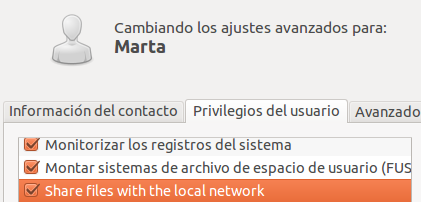 Cambiando los ajustes avanzados para:
Marta
Información del contacto Privilegios del usuario Avanzado
Monitorizar los registros del sistema
Montar sistemas de archivo de espacio de usuario (FUS
Share files with the local network